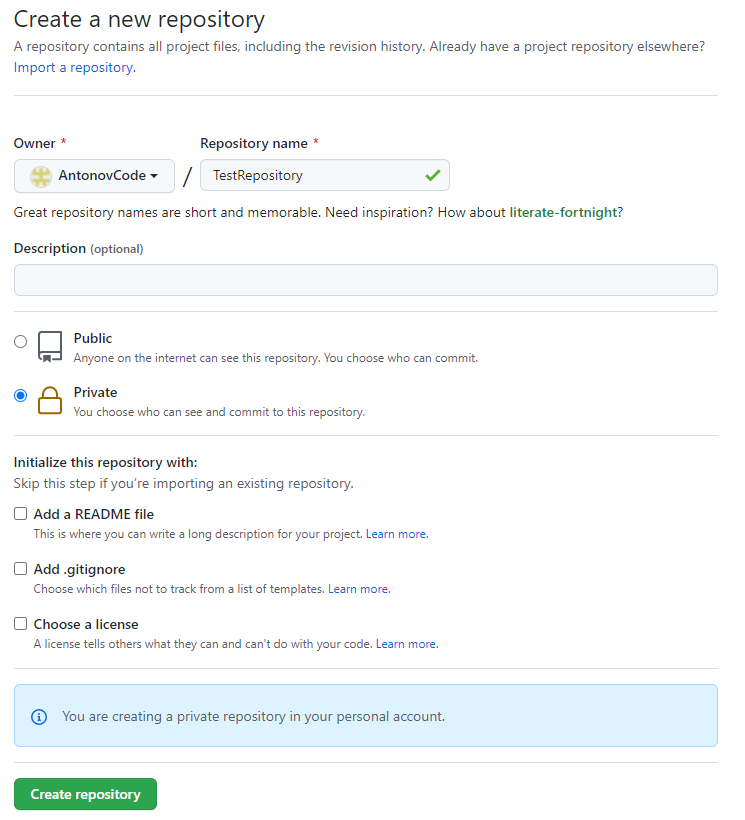 Create a new repository
A repository contains all project files, including the revision history. Already have a project repository elsewhere?
Import a repository.
Owner * Repository name *
AntonovCode / TestRepository
Great repository names are short and memorable. Need inspiration? How about literate-fortnight?
Description (optional)
Public
Anyone on the internet can see this repository. You choose who can commit.
Private
You choose who can see and commit to this repository.
Initialize this repository with:
Skip this step if you’re importing an existing repository.
Add a README file
This is where you can write a long description for your project. Learn more.
Add .gitignore
Choose which files not to track from a list of templates. Learn more.
Choose a license
A license tells others what they can and can't do with your code. Learn more.
You are creating a private repository in your personal account.
Create repository